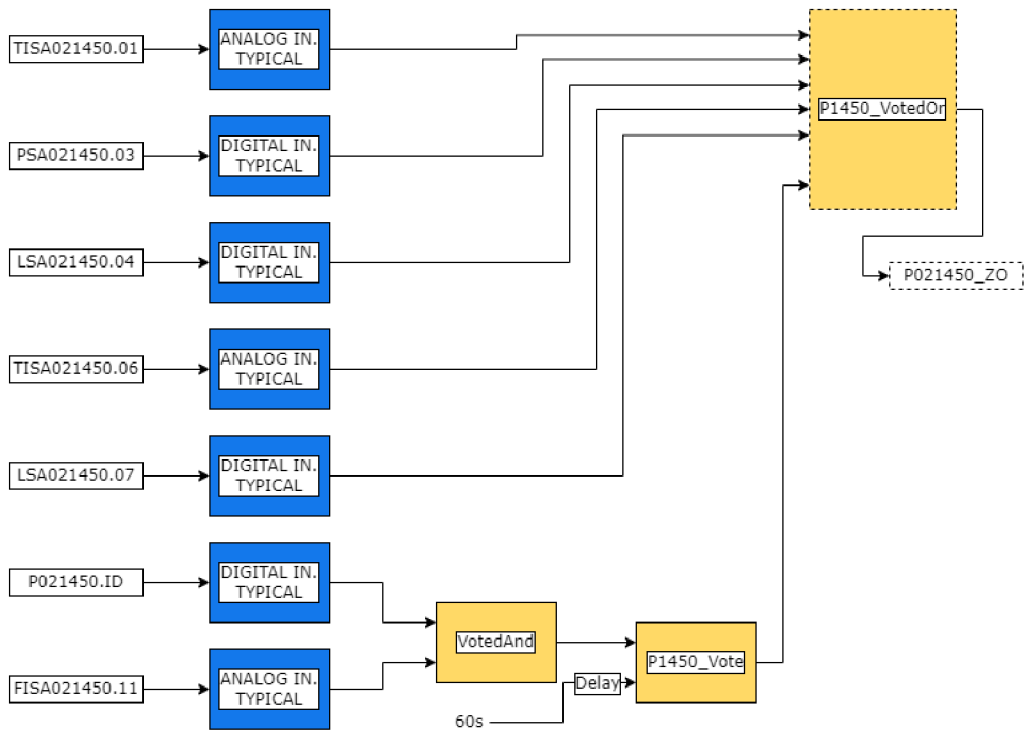 TISA021450.01
ANALOG IN.
TYPICAL
P1450_VotedOr
PSA021450.03
DIGITAL IN.
TYPICAL
LSA021450.04
DIGITAL IN.
TYPICAL
P021450_ZO
TISA021450.06
ANALOG IN.
TYPICAL
LSA021450.07
DIGITAL IN.
TYPICAL
P021450.ID
DIGITAL IN.
TYPICAL
VotedAnd
P1450_Vote
FISA021450.11
ANALOG IN.
TYPICAL
Delay
60s